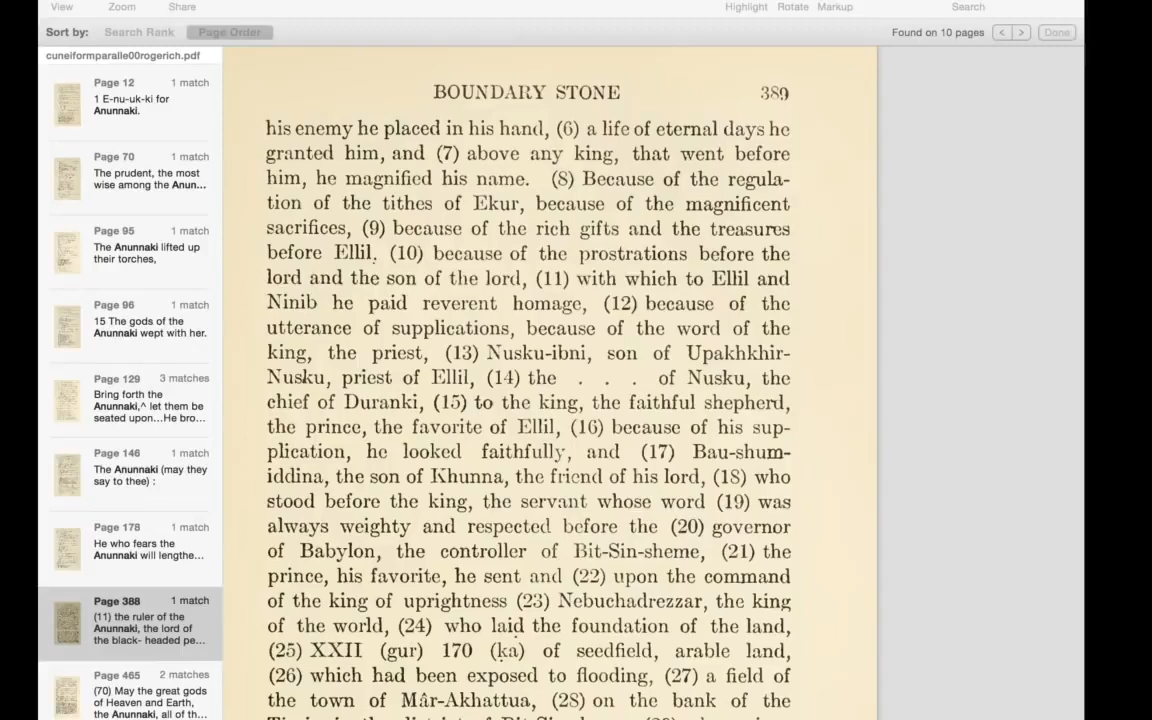 View Zoom Share Highlight Rotate Markup Search
Sort by: Search Rank Page Order Found on 10 pages < > Done
cuneiformparalle00rogerich.pdf
Page 12 1 match
1 E-nu-uk-ki for
Anunnaki.
Page 70 1 match
The prudent, the most
wise among the Anun...
Page 95 1 match
The Anunnaki lifted up
their torches,
Page 96 1 match
15 The gods of the
Anunnaki wept with her.
Page 129 3 matches
Bring forth the
Anunnaki,^ let them be
seated upon...He bro...
Page 146 1 match
The Anunnaki (may they
say to thee) :
Page 178 1 match
He who fears the
Anunnaki will lengthe...
Page 388 1 match
(11) the ruler of the
Anunnaki, the lord of
the black- headed pe...
Page 465 2 matches
(70) May the great gods
of Heaven and Earth,
the Anunnaki, all of th...
BOUNDARY STONE 389
his enemy he placed in his hand, (6) a life of eternal days he
granted him, and (7) above any king, that went before
him, he magnified his name. (8) Because of the regula-
tion of the tithes of Ekur, because of the magnificent
sacrifices, (9) because of the rich gifts and the treasures
before Ellil, (10) because of the prostrations before the
lord and the son of the lord, (11) with which to Ellil and
Ninib he paid reverent homage, (12) because of the
utterance of supplications, because of the word of the
king, the priest, (13) Nusku-ibni, son of Upakhkhir-
Nusku, priest of Ellil, (14) the . . . of Nusku, the
chief of Duranki, (15) to the king, the faithful shepherd,
the prince, the favorite of Ellil, (16) because of his sup-
plication, he looked faithfully, and (17) Bau-shum-
iddina, the son of Khunna, the friend of his lord, (18) who
stood before the king, the servant whose word (19) was
always weighty and respected before the (20) governor
of Babylon, the controller of Bit-Sin-sheme, (21) the
prince, his favorite, he sent and (22) upon the command
of the king of uprightness (23) Nebuchadrezzar, the king
of the world, (24) who laid the foundation of the land,
(25) XXII (gur) 170 (ka) of seedfield, arable land,
(26) which had been exposed to flooding, (27) a field of
the town of Mâr-Akhattua, (28) on the bank of the